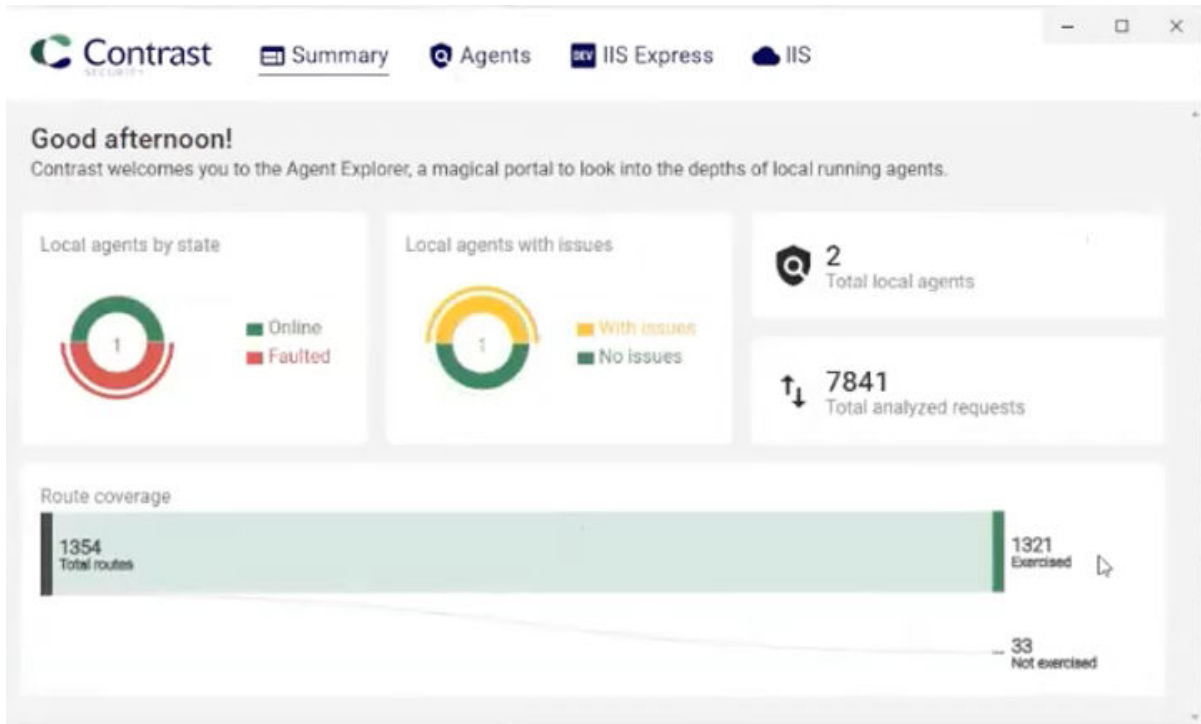 Contrast
SECURITY
Summary
Agents
DEV IIS Express
IIS
Good afternoon!
Contrast welcomes you to the Agent Explorer, a magical portal to look into the depths of local running agents.
Local agents by state
1
Online
Faulted
Local agents with issues
1
With issues
No issues
2
Total local agents
7841
Total analyzed requests
Route coverage
1354
Total routes
1321
Exercised
33
Not exercised